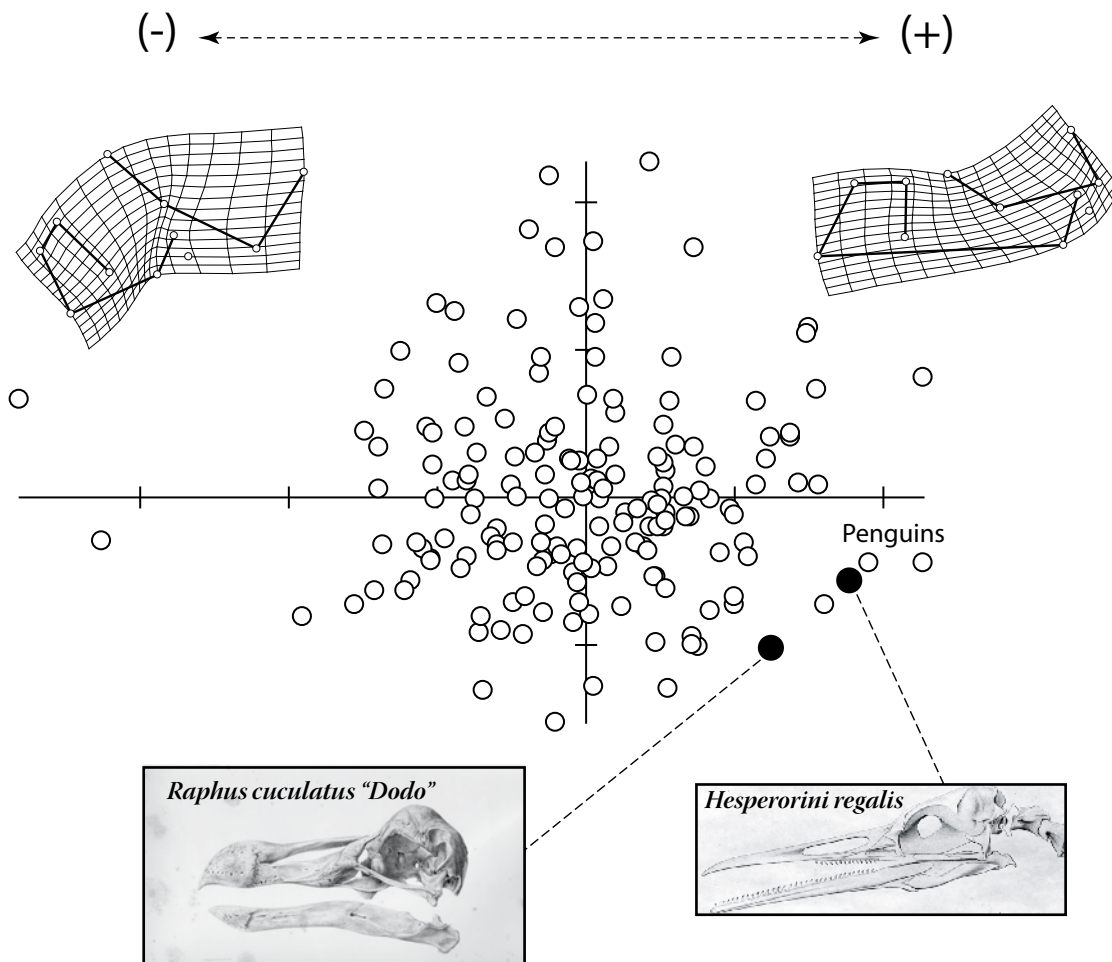 (-) (+)
Penguins
Raphus cuculatus “Dodo”
Hesperorini regalis